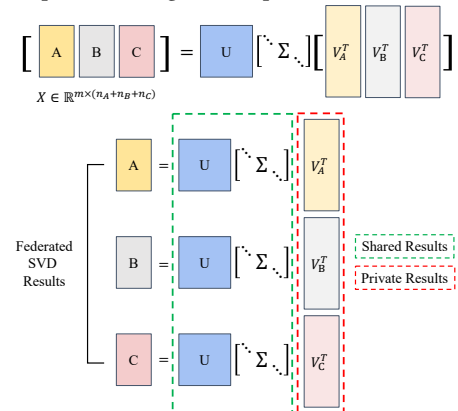 [ A B C ] = U [⋱ Σ ⋱] [ V_A^T V_B^T V_C^T ]
X ∈ ℝ^{m×(n_A+n_B+n_C)}
A = U [⋱ Σ ⋱] V_A^T
Federated
SVD
Results
B = U [⋱ Σ ⋱] V_B^T
Shared Results
Private Results
C = U [⋱ Σ ⋱] V_C^T